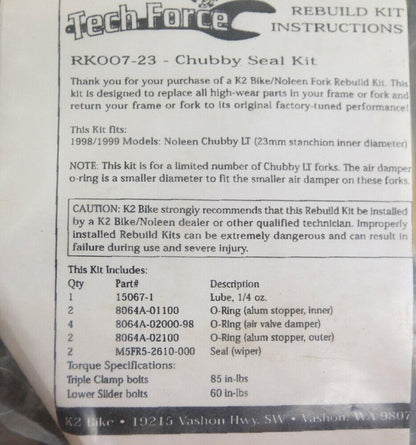 Tech Force
REBUILD KIT
INSTRUCTIONS
RK007-23 - Chubby Seal Kit
Thank you for your purchase of a K2 Bike/Noleen Fork Rebuild Kit. This
kit is designed to replace all high-wear parts in your frame or fork and
return your frame or fork to its original factory-tuned performance!
This Kit fits:
1998/1999 Models: Noleen Chubby LT (23mm stanchion inner diameter)
NOTE: This kit is for a limited number of Chubby LT forks. The air damper
o-ring is a smaller diameter to fit the smaller air damper on these forks.
CAUTION: K2 Bike strongly recommends that this Rebuild Kit be installed
by a K2 Bike/Noleen dealer or other qualified technician. Improperly
installed Rebuild Kits can be extremely dangerous and can result in
failure during use and severe injury.
This Kit Includes:
Qty Part# Description
1 15067-1 Lube, 1/4 oz.
2 8064A-01100 O-Ring (alum stopper, inner)
4 8064A-02000-98 O-Ring (air valve damper)
2 8064A-02100 O-Ring (alum stopper, outer)
2 M5FR5-2610-000 Seal (wiper)
Torque Specifications:
Triple Clamp bolts 85 in-lbs
Lower Slider bolts 60 in-lbs
K2 Bike • 19215 Vashon Hwy. SW • Vashon, WA 9807